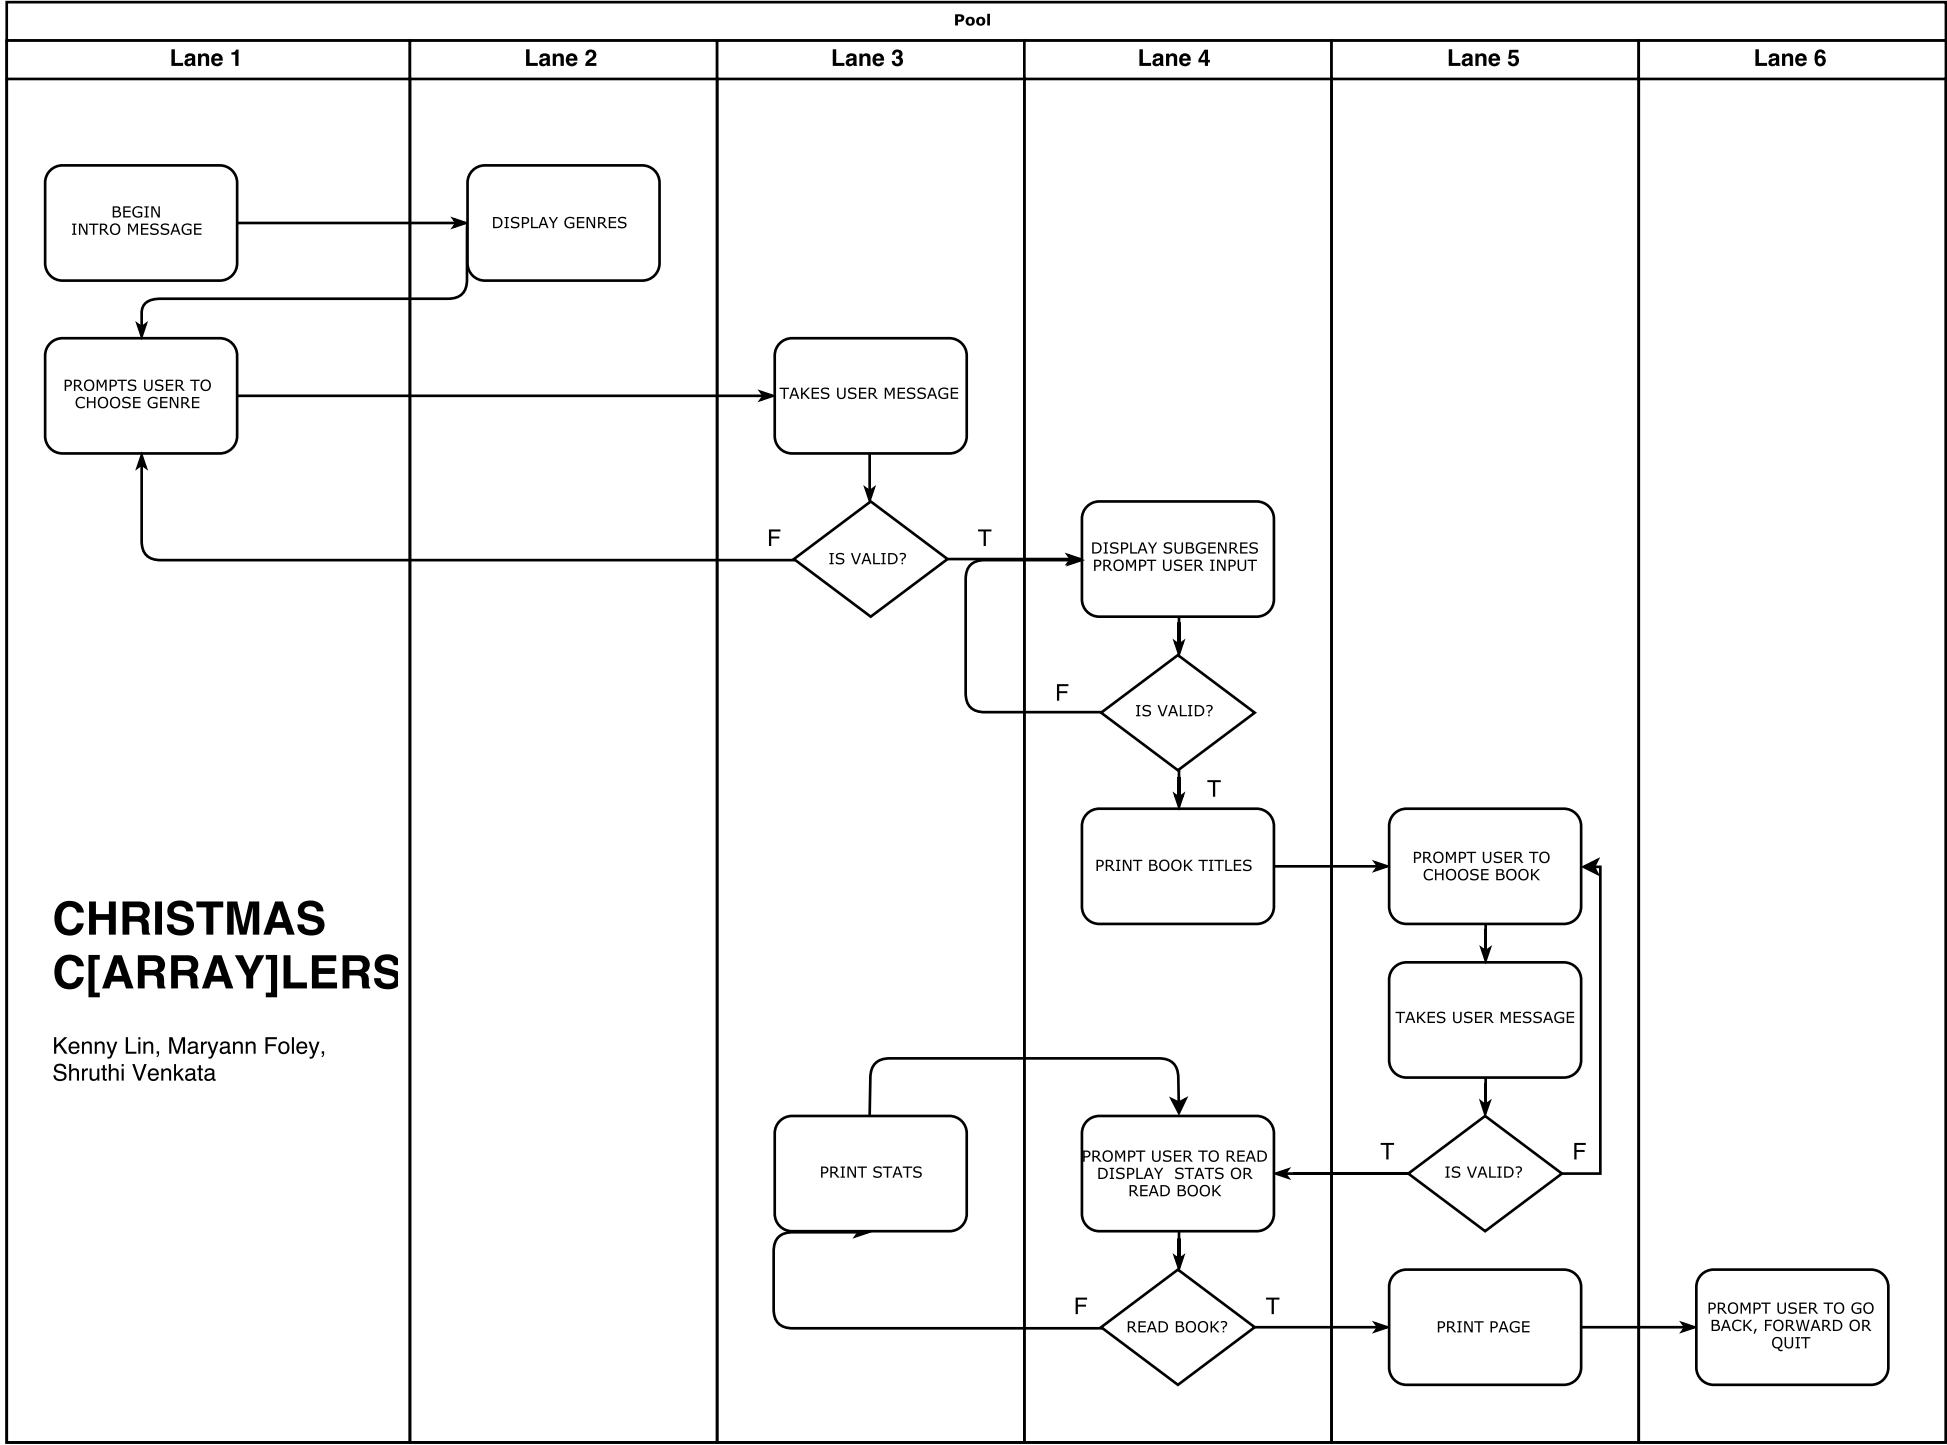 Pool
Lane 1
Lane 2
Lane 3
Lane 4
Lane 5
Lane 6
BEGIN
INTRO MESSAGE
DISPLAY GENRES
PROMPTS USER TO
CHOOSE GENRE
TAKES USER MESSAGE
F
IS VALID?
T
DISPLAY SUBGENRES
PROMPT USER INPUT
F
IS VALID?
T
PRINT BOOK TITLES
PROMPT USER TO
CHOOSE BOOK
CHRISTMAS
C[ARRAY]LERS
Kenny Lin, Maryann Foley,
Shruthi Venkata
TAKES USER MESSAGE
T
IS VALID?
F
PRINT STATS
PROMPT USER TO READ
DISPLAY  STATS OR
READ BOOK
F
READ BOOK?
T
PRINT PAGE
PROMPT USER TO GO
BACK, FORWARD OR
QUIT